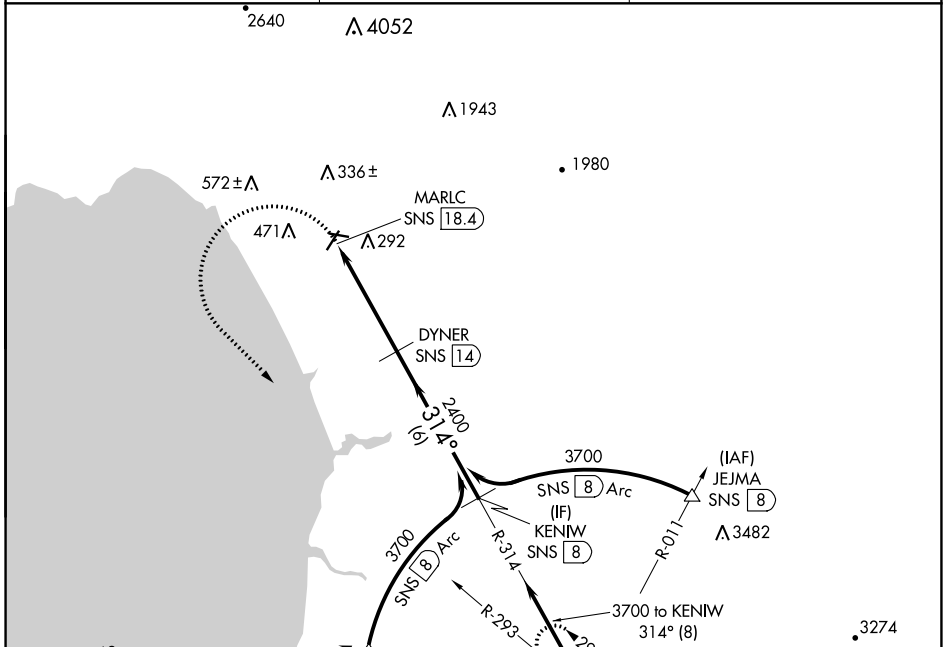 2640
4052
1943
1980
572±
336±
MARLC
SNS 18.4
471
292
DYNER
SNS 14
2400
314°
(6)
3700
SNS 8 Arc
(IAF)
JEJMA
SNS 8
(IF)
KENIW
SNS 8
3482
3700
SNS 8 Arc
R-314
R-011
R-293
3700 to KENIW
314° (8)
3274